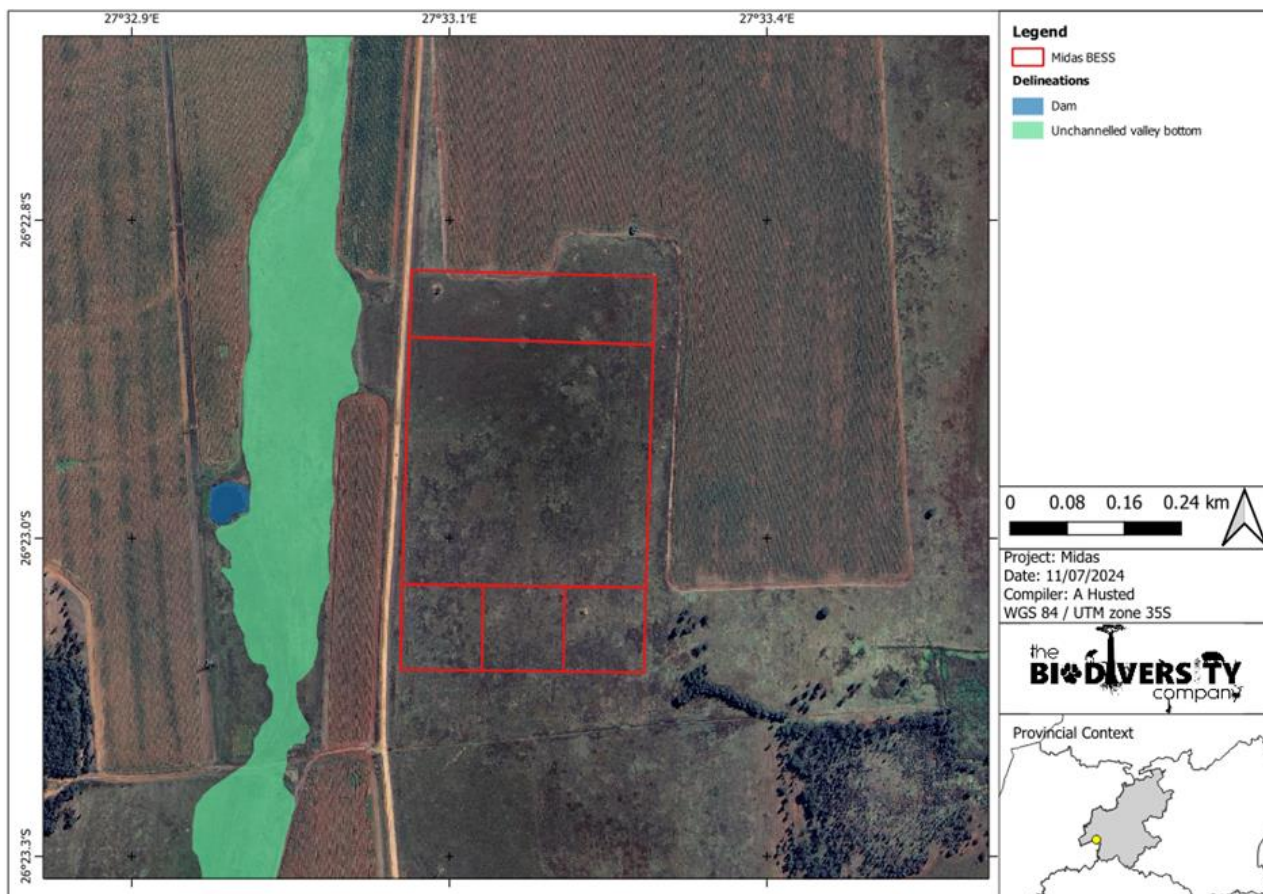 27°32.9'E 27°33.1'E 27°33.4'E
26°22.8'S
26°23.0'S
26°23.3'S
Legend
Midas BESS
Delineations
Dam
Unchannelled valley bottom
0 0.08 0.16 0.24 km
Project: Midas
Date: 11/07/2024
Compiler: A Husted
WGS 84 / UTM zone 35S
the
BIODIVERSITY
company
Provincial Context